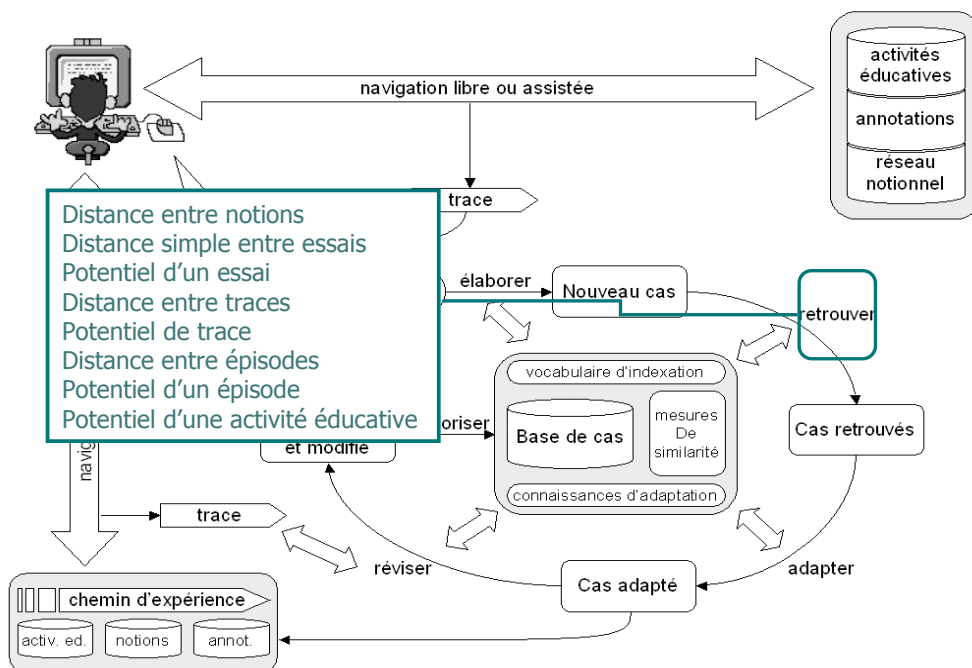 navigation libre ou assistée
activités
éducatives
annotations
réseau
notionnel
trace
Distance entre notions
Distance simple entre essais
Potentiel d’un essai
Distance entre traces
Potentiel de trace
Distance entre épisodes
Potentiel d’un épisode
Potentiel d’une activité éducative
élaborer
Nouveau cas
retrouver
vocabulaire d'indexation
Base de cas
mesures
De
similarité
connaissances d'adaptation
oriser
et modifié
Cas retrouvés
navig
trace
réviser
Cas adapté
adapter
chemin d'expérience
activ. ed.
notions
annot.